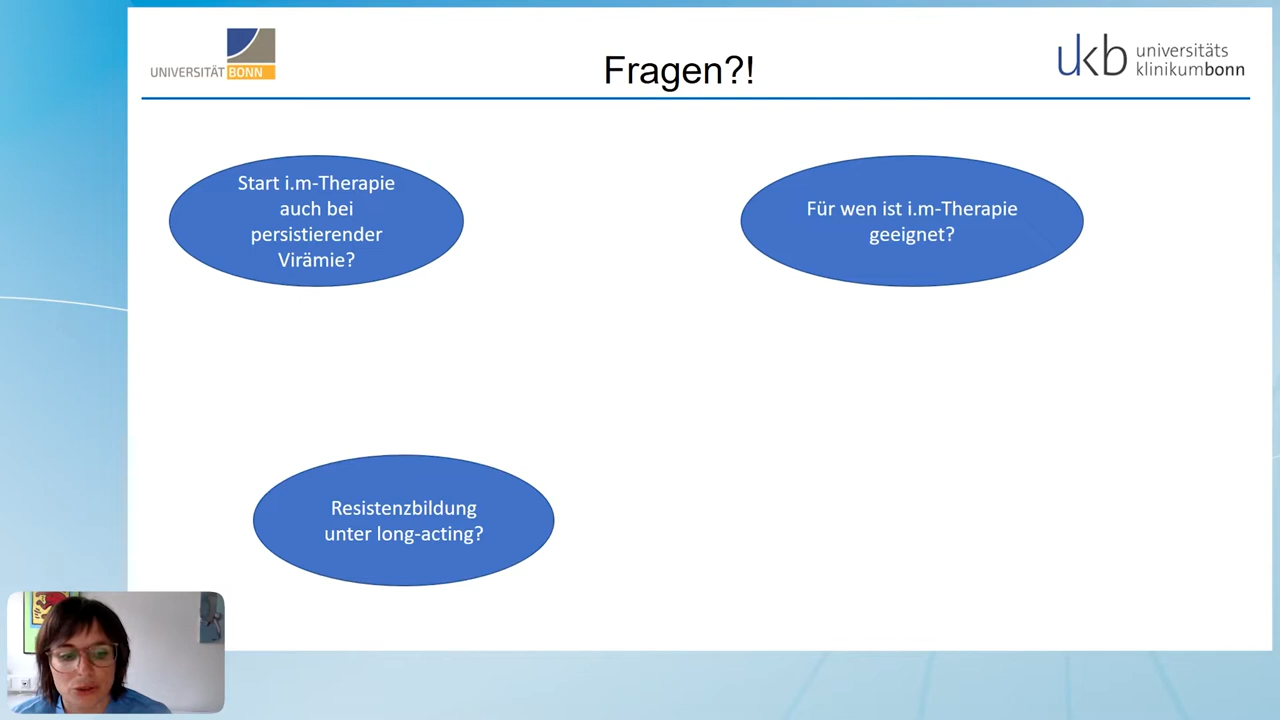 UNIVERSITÄT BONN
Fragen?!
ukb universitäts
klinikumbonn
Start i.m-Therapie
auch bei
persistierender
Virämie?
Für wen ist i.m-Therapie
geeignet?
Resistenzbildung
unter long-acting?